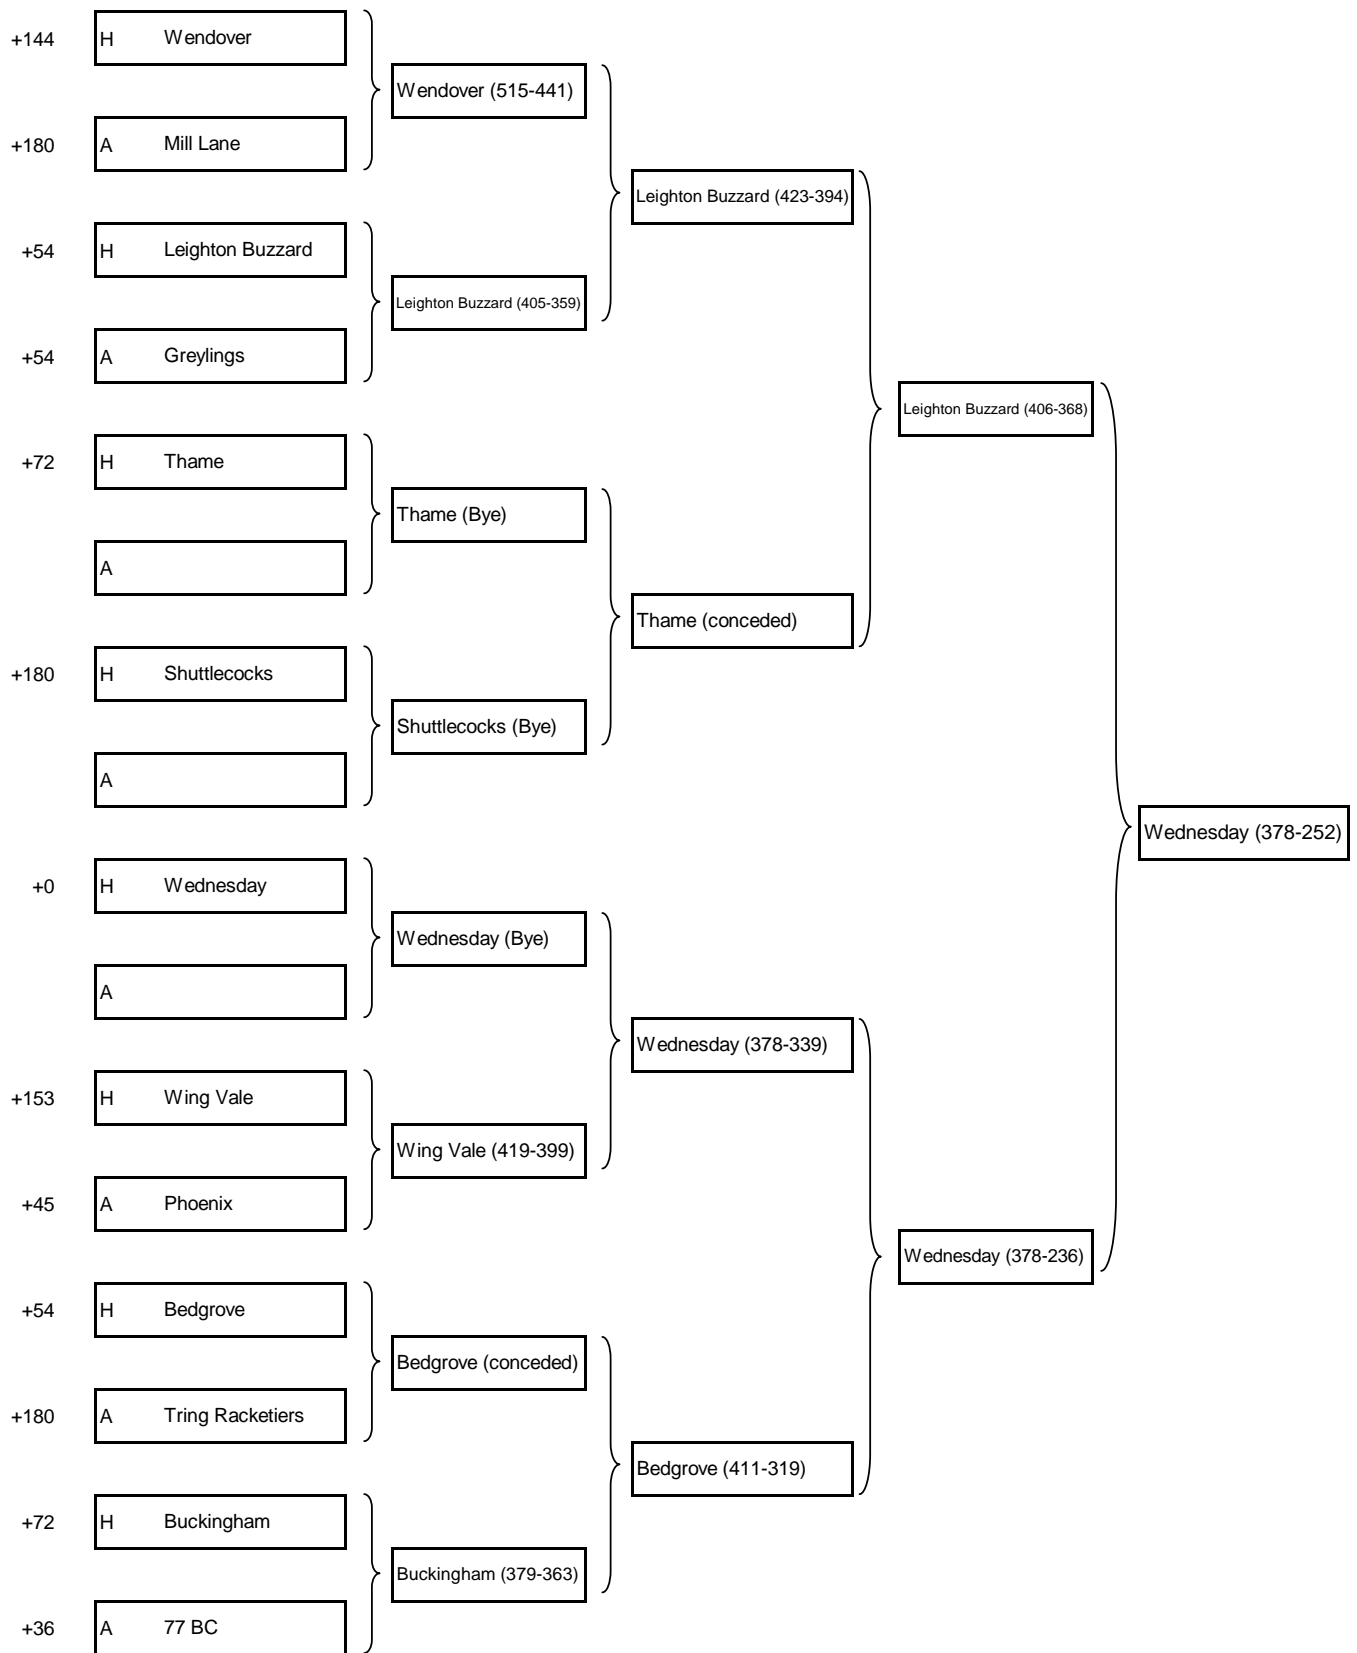 +144 H Wendover
Wendover (515-441)
+180 A Mill Lane
Leighton Buzzard (423-394)
+54 H Leighton Buzzard
Leighton Buzzard (405-359)
+54 A Greylings
Leighton Buzzard (406-368)
+72 H Thame
Thame (Bye)
A
Thame (conceded)
+180 H Shuttlecocks
Shuttlecocks (Bye)
A
Wednesday (378-252)
+0 H Wednesday
Wednesday (Bye)
A
Wednesday (378-339)
+153 H Wing Vale
Wing Vale (419-399)
+45 A Phoenix
Wednesday (378-236)
+54 H Bedgrove
Bedgrove (conceded)
+180 A Tring Racketiers
Bedgrove (411-319)
+72 H Buckingham
Buckingham (379-363)
+36 A 77 BC